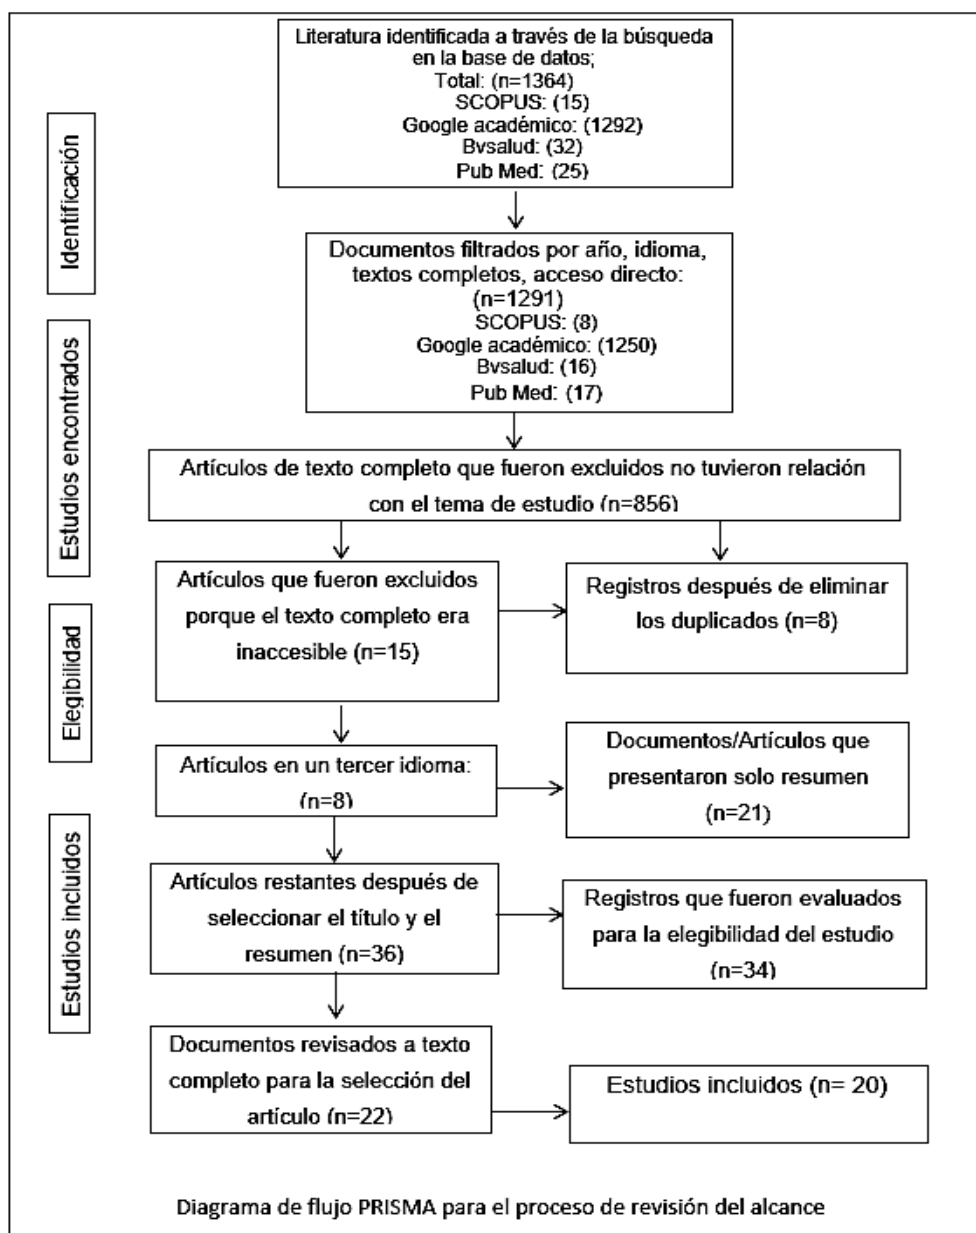 Literatura identificada a través de la búsqueda
en la base de datos;
Total: (n=1364)
SCOPUS: (15)
Google académico: (1292)
Bvsalud: (32)
Pub Med: (25)
Identificación
Documentos filtrados por año, idioma,
textos completos, acceso directo:
(n=1291)
SCOPUS: (8)
Google académico: (1250)
Bvsalud: (16)
Pub Med: (17)
Estudios encontrados
Artículos de texto completo que fueron excluidos no tuvieron relación
con el tema de estudio (n=856)
Artículos que fueron excluidos
porque el texto completo era
inaccesible (n=15)
Registros después de eliminar
los duplicados (n=8)
Elegibilidad
Artículos en un tercer idioma:
(n=8)
Documentos/Artículos que
presentaron solo resumen
(n=21)
Estudios incluidos
Artículos restantes después de
seleccionar el título y el
resumen (n=36)
Registros que fueron evaluados
para la elegibilidad del estudio
(n=34)
Documentos revisados a texto
completo para la selección del
artículo (n=22)
Estudios incluidos (n= 20)
Diagrama de flujo PRISMA para el proceso de revisión del alcance